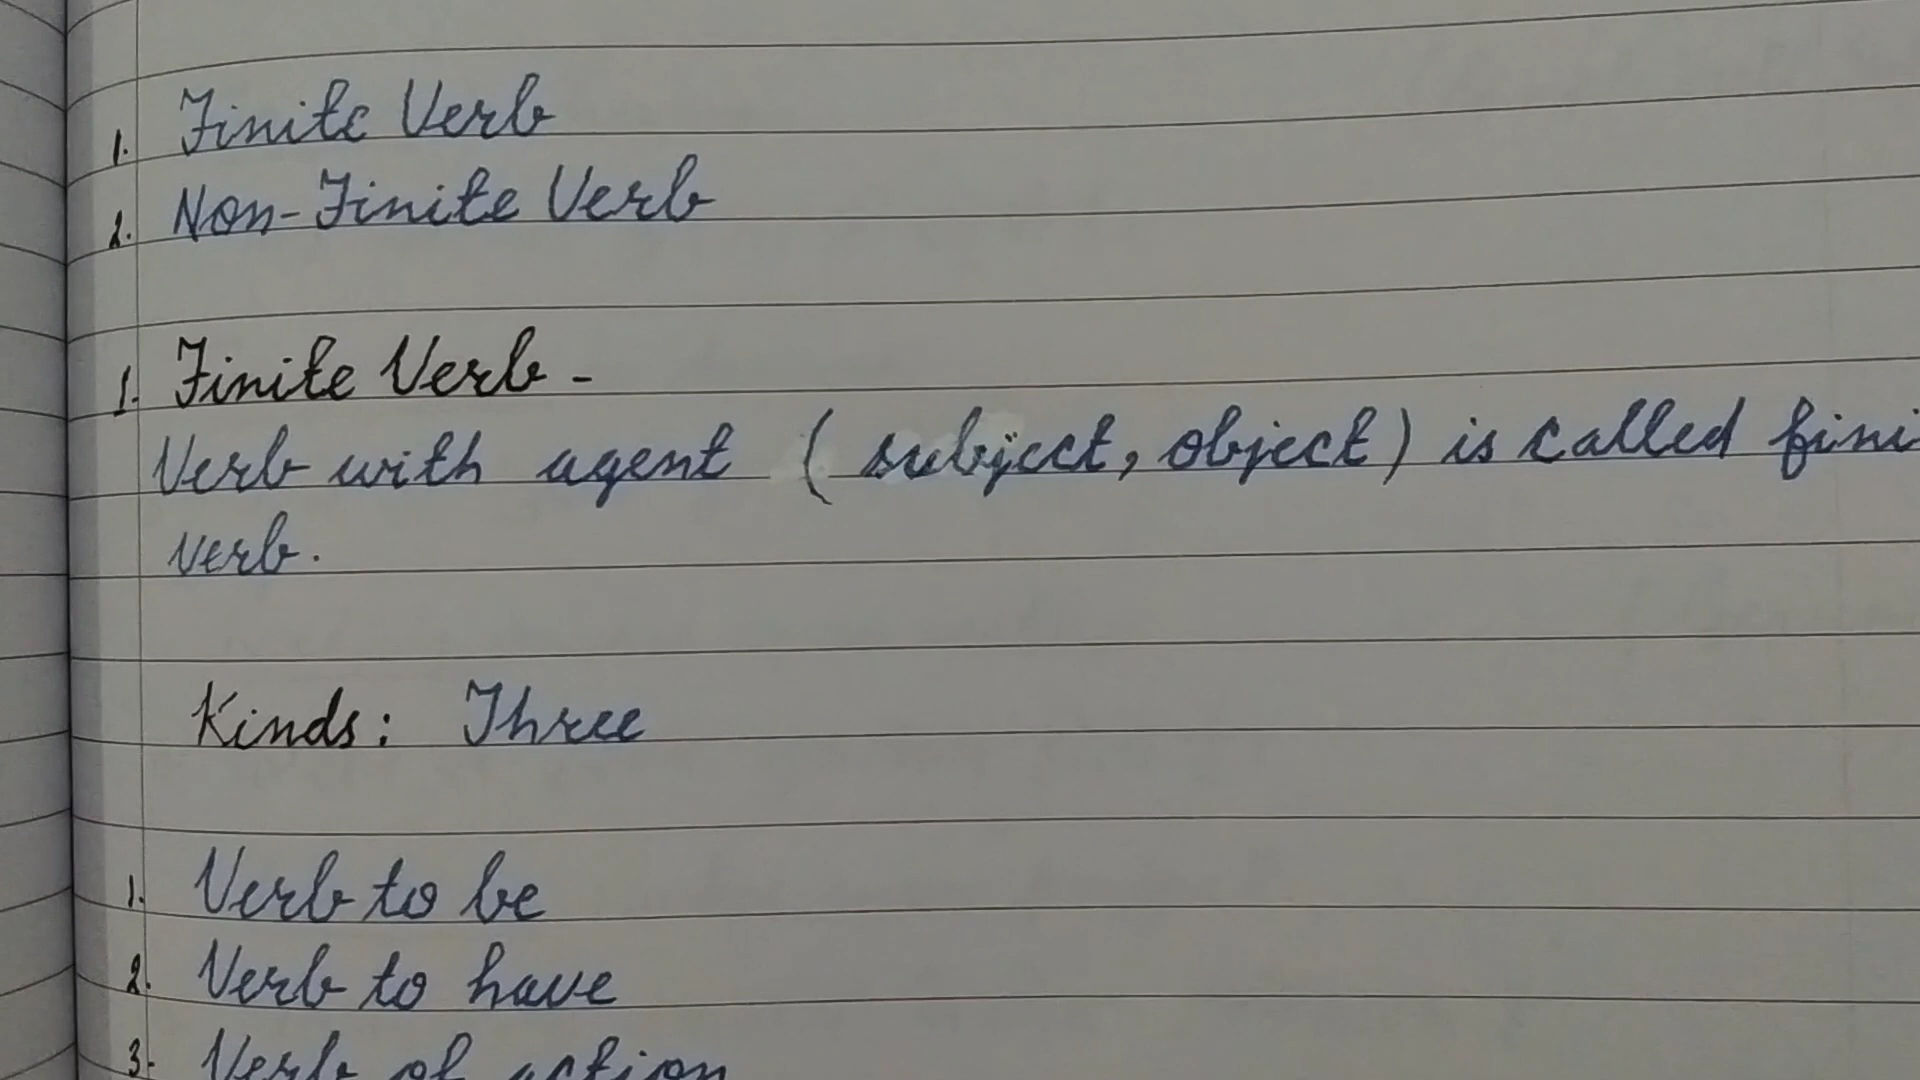 1. Finite Verb
2. Non-Finite Verb
1. Finite Verb -
Verb with agent ( subject, object ) is called fini
verb.
Kinds: Three
1. Verb to be
2. Verb to have
3. Verb of action